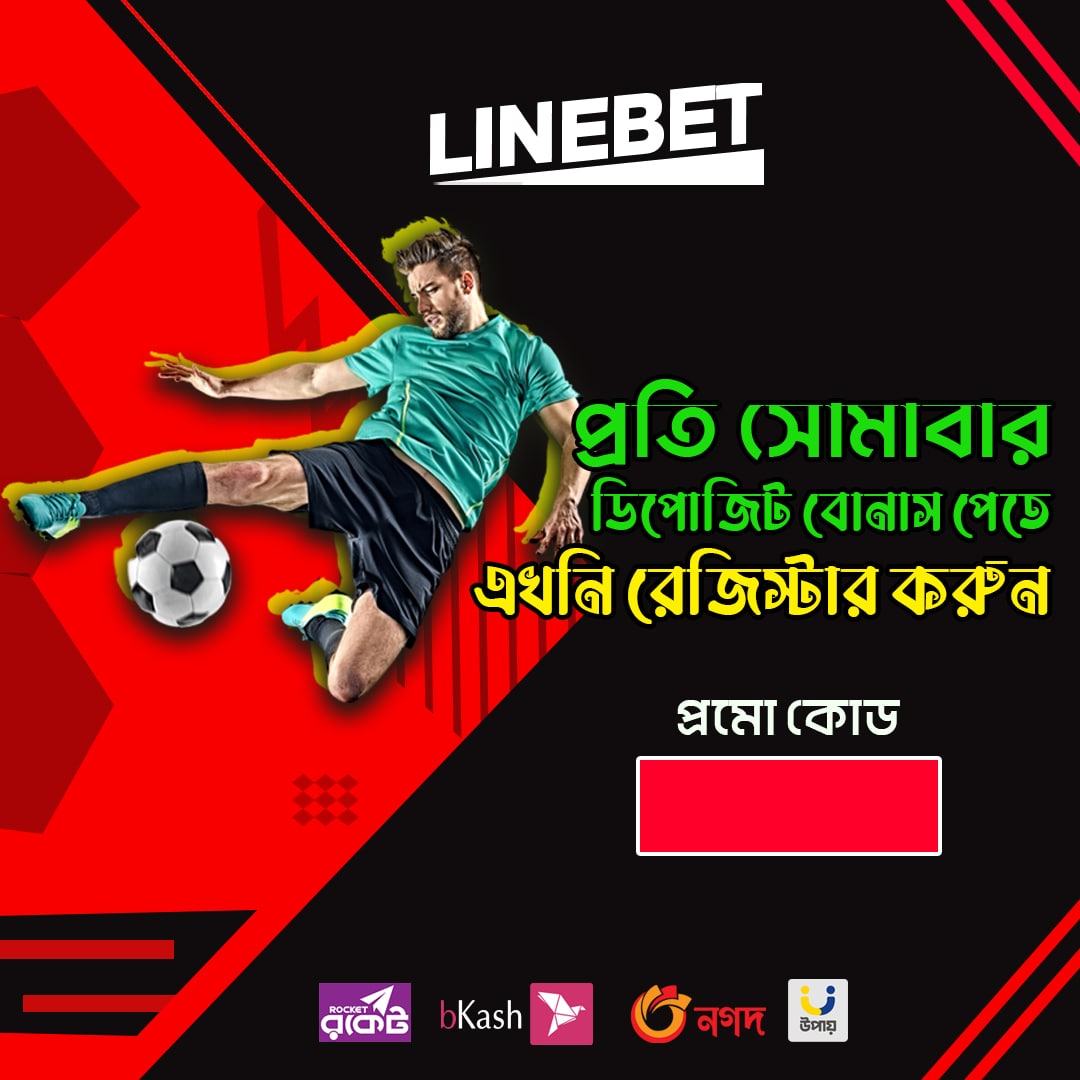 LINEBET
প্রতি সোমাবার
ডিপোজিট বোনাস পেতে
এখনি রেজিস্টার করুন
প্রমো কোড
ROCKET
রকেট
bKash
নগদ
উপায়